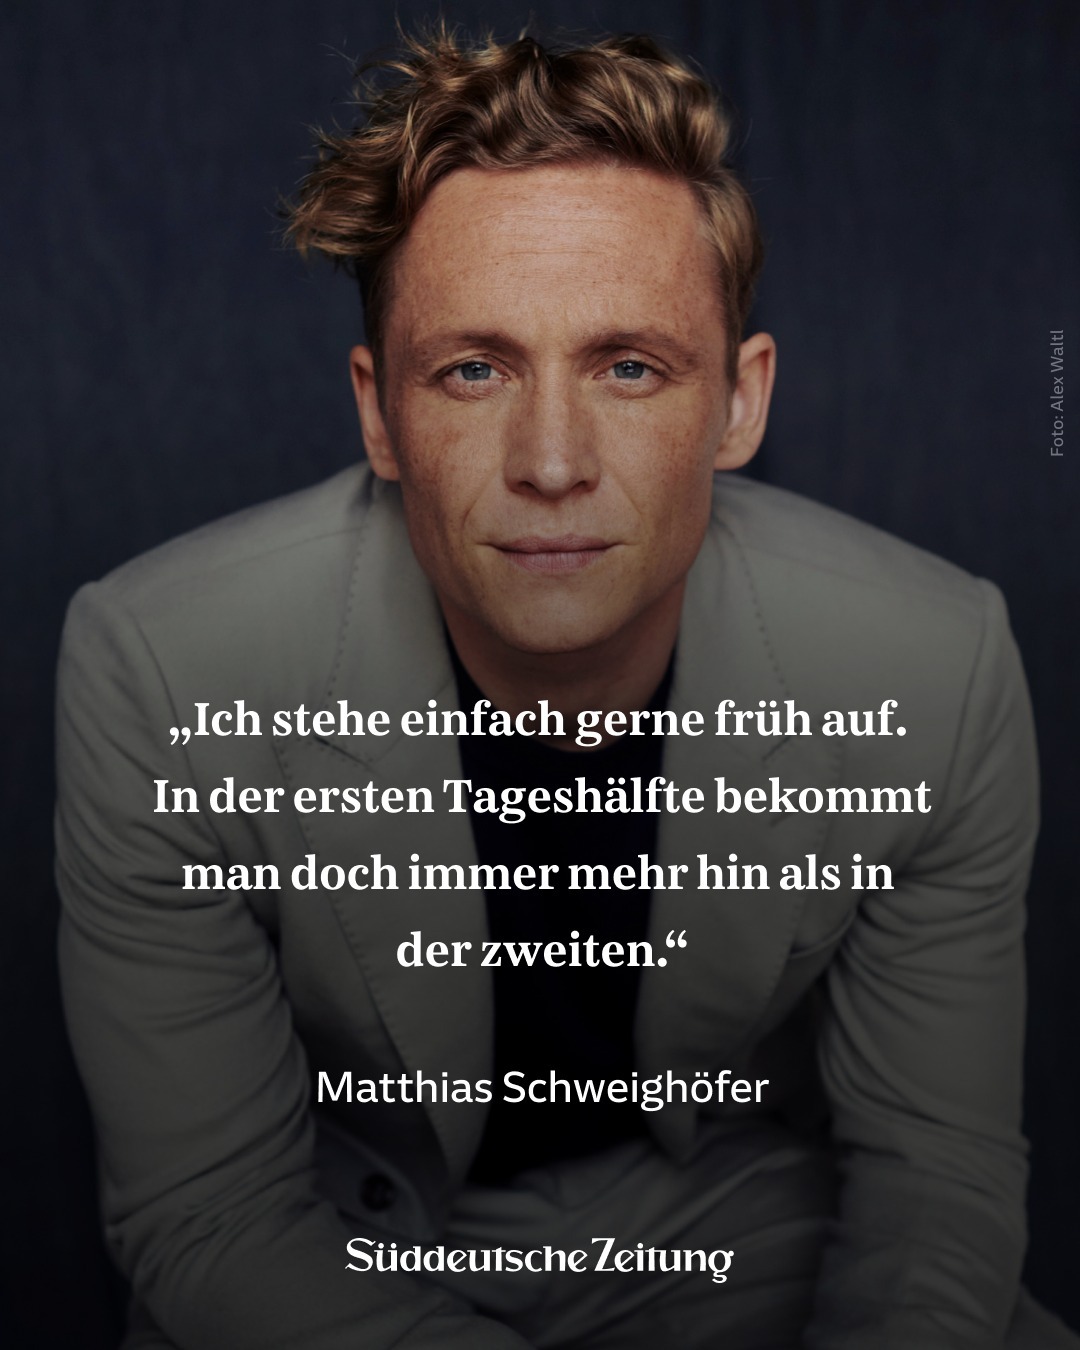 Foto: Alex Waltl
„Ich stehe einfach gerne früh auf.
In der ersten Tageshälfte bekommt
man doch immer mehr hin als in
der zweiten.“
Matthias Schweighöfer
Süddeutsche Zeitung